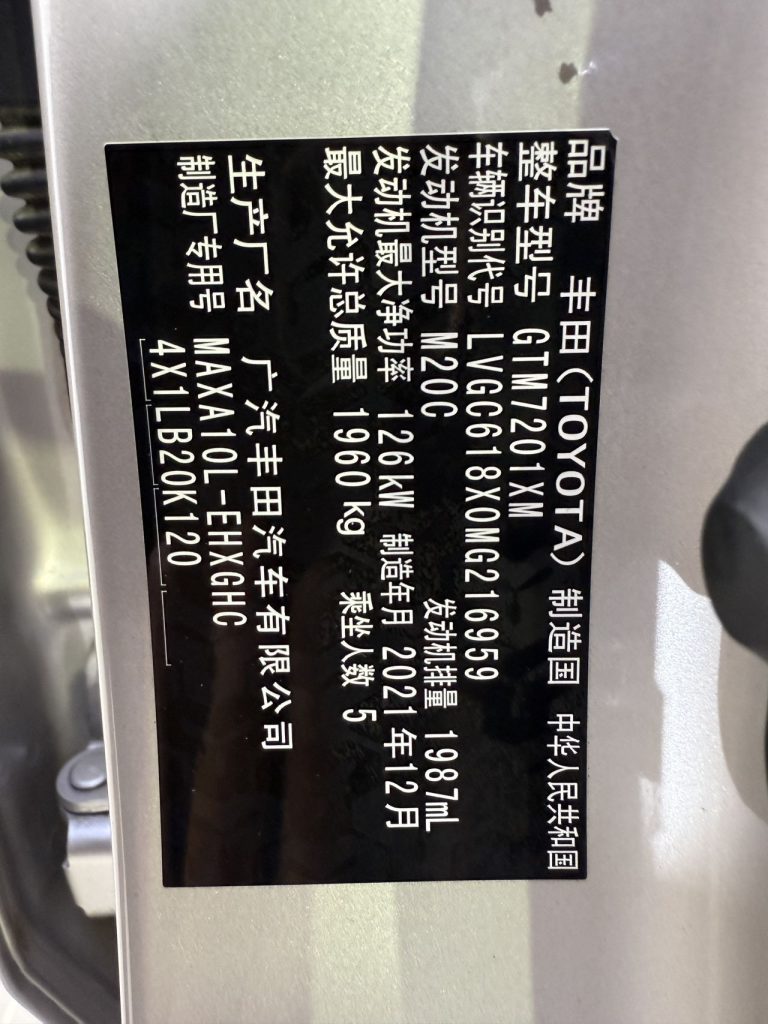 品牌 丰田(TOYOTA) 制造国 中华人民共和国
整车型号 GTM7201XM
车辆识别代号 LVGC618X0MG216959
发动机型号 M20C 发动机排量 1987mL
发动机最大净功率 126kW 制造年月 2021年12月
最大允许总质量 1960kg 乘坐人数 5
生产厂名 广汽丰田汽车有限公司
制造厂专用号 MAXA10L-EHXGHC
4X1LB20K120